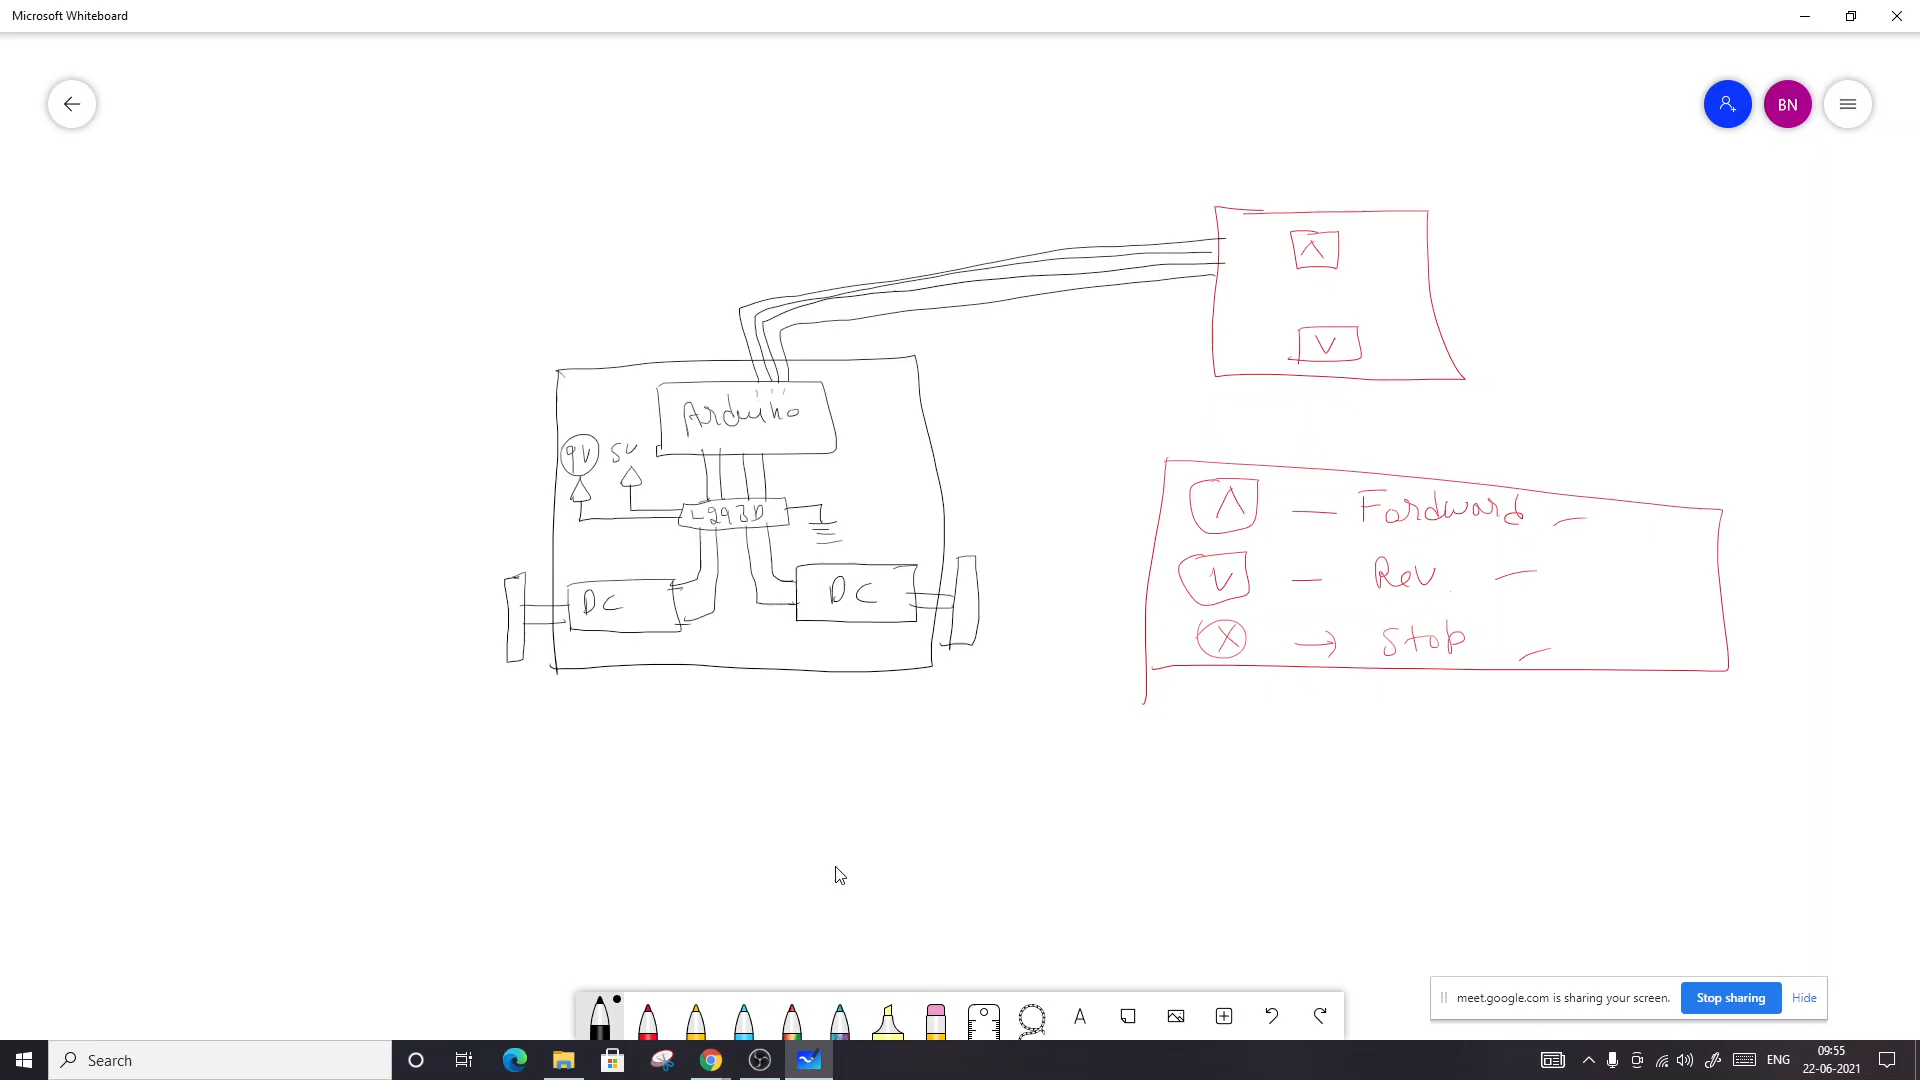 Microsoft Whiteboard
BN
Λ
V
Arduino
9V 5V
L293D
DC
DC
Λ — Fordward
V — Rev.
X → Stop
A
meet.google.com is sharing your screen. Stop sharing Hide
Search
ENG
09:55
22-06-2021